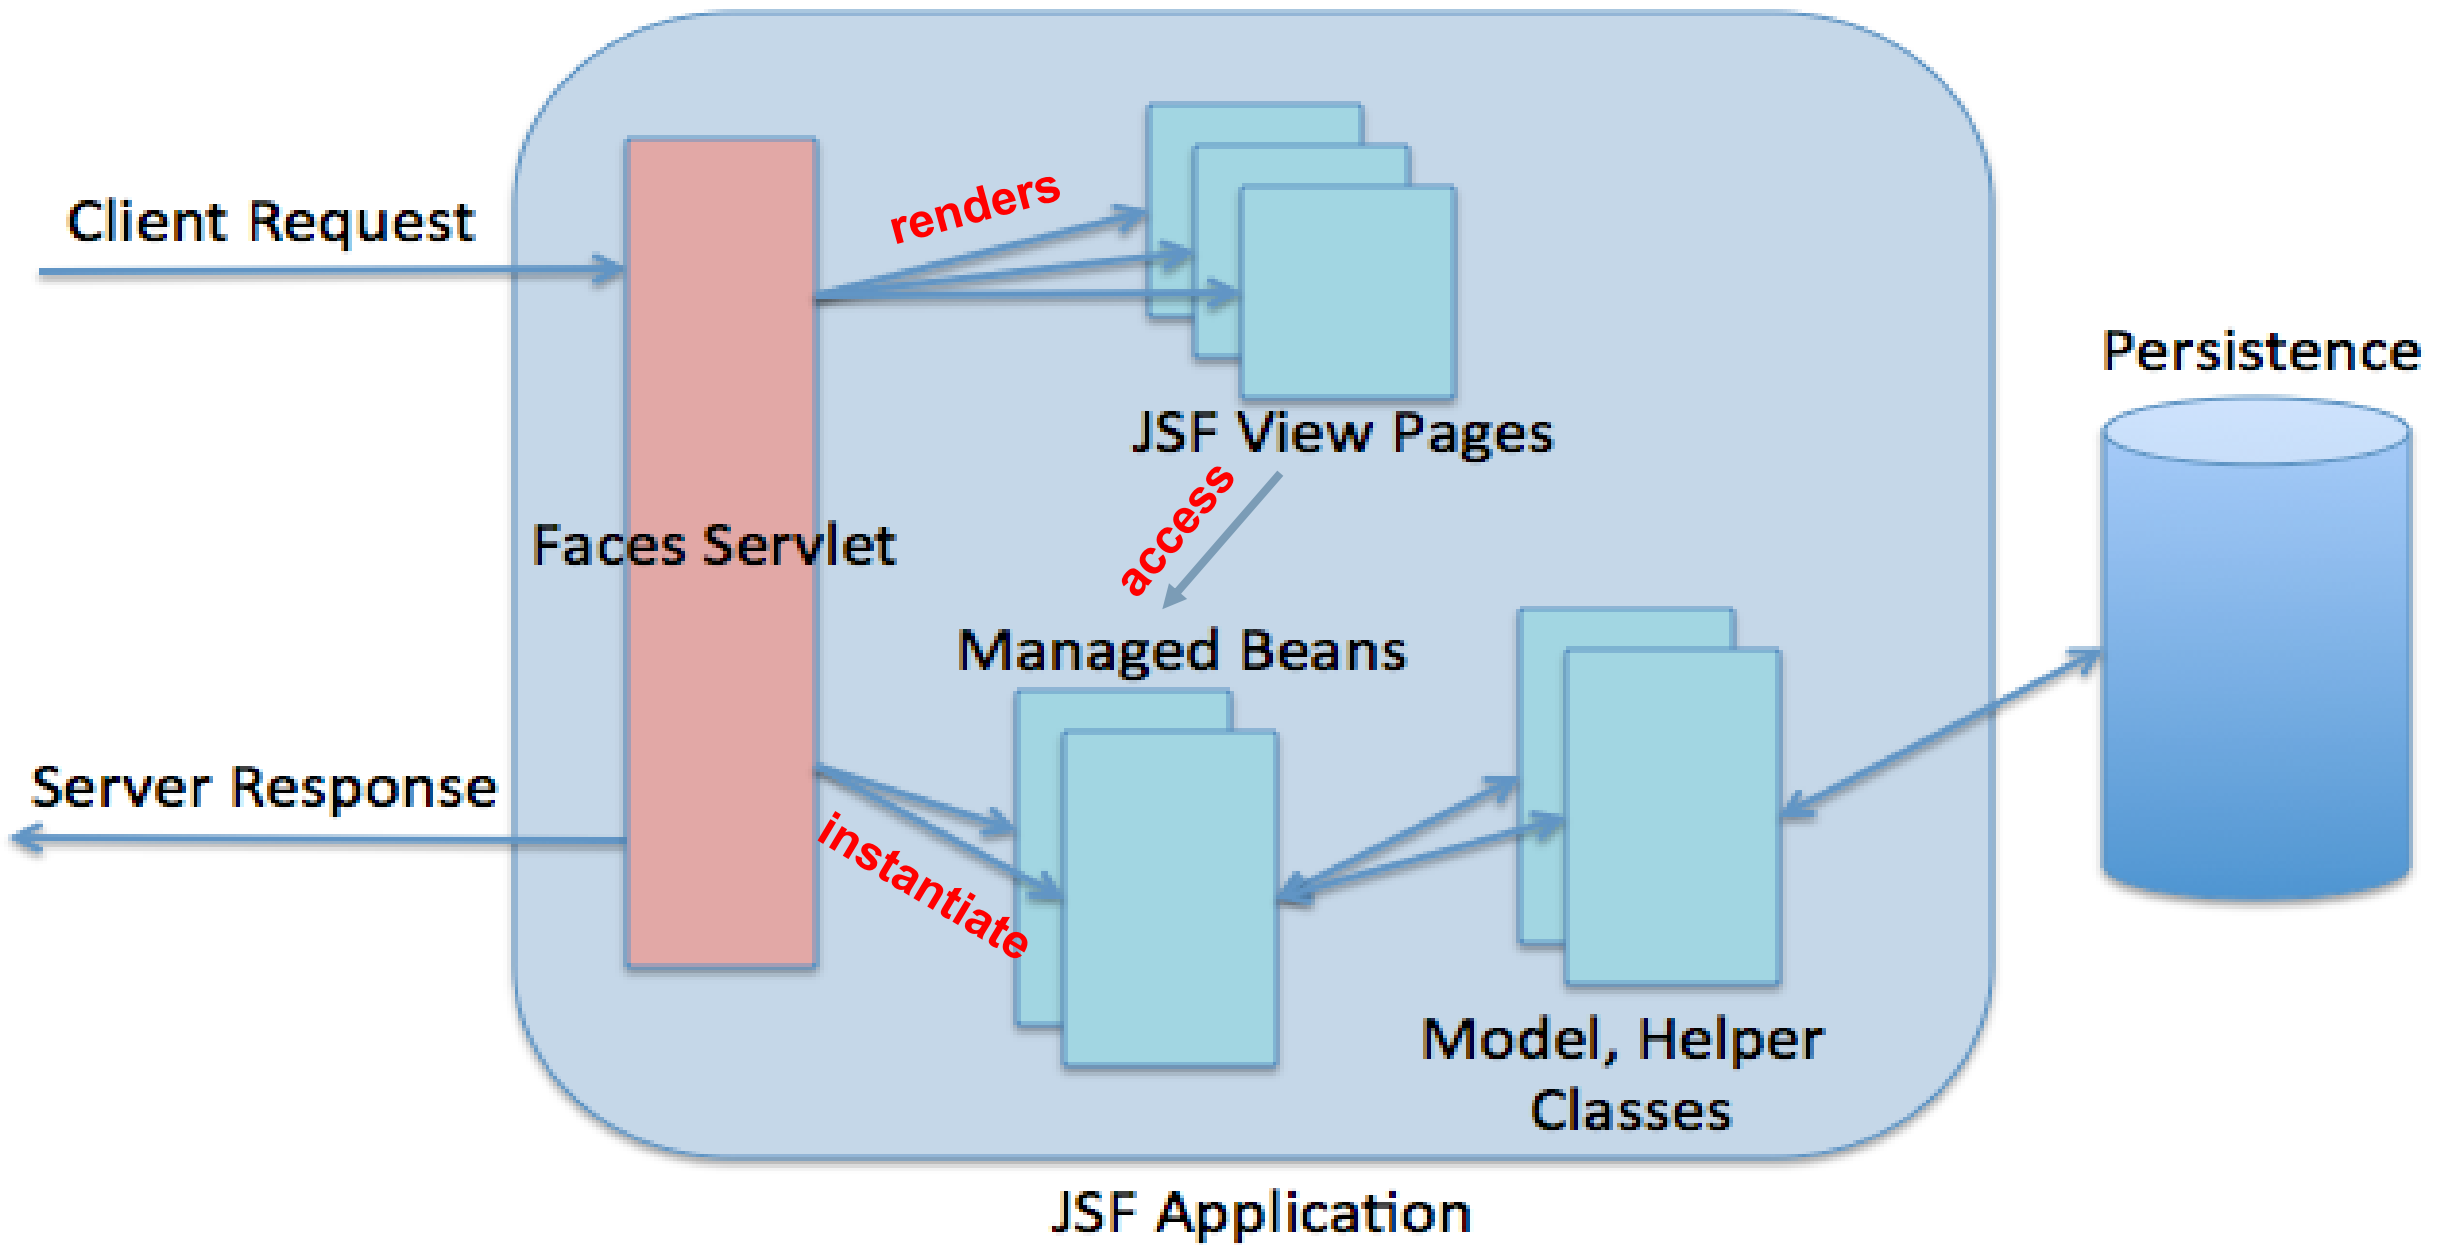 Client Request
renders
Persistence
JSF View Pages
access
Faces Servlet
Managed Beans
Server Response
instantiate
Model, Helper
Classes
JSF Application